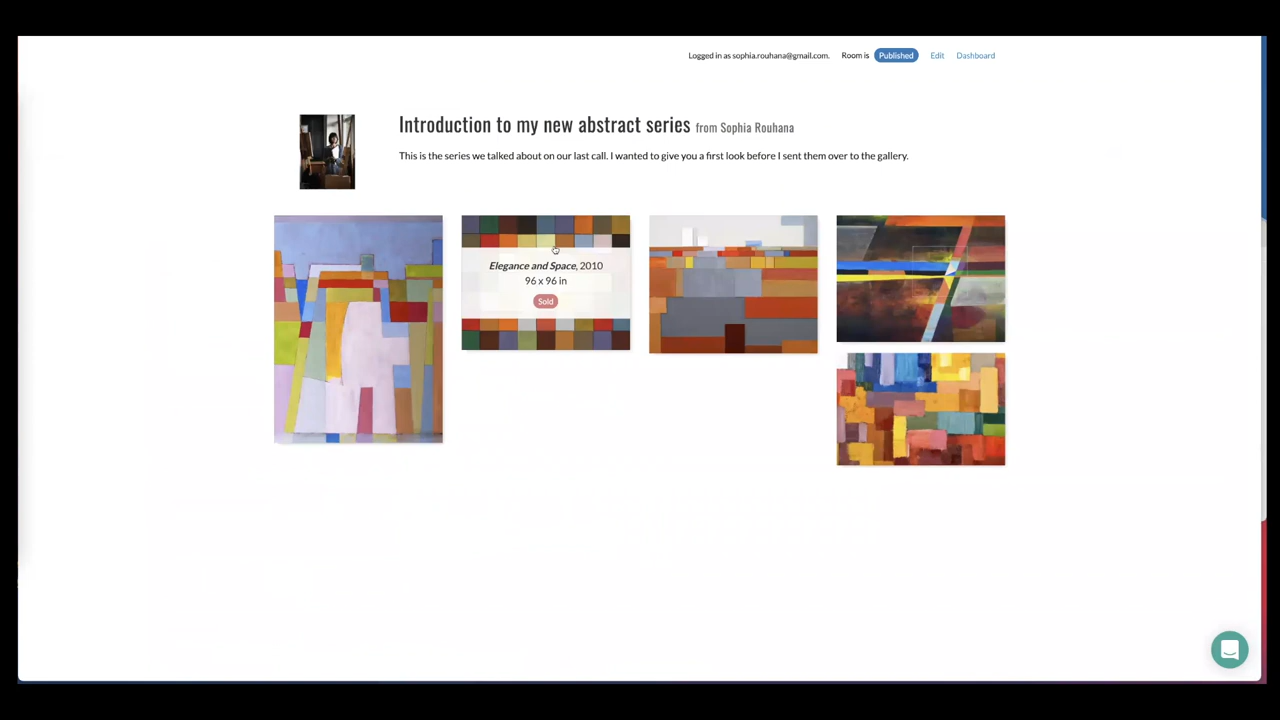 Logged in as sophia.rouhana@gmail.com. Room is Published Edit Dashboard
Introduction to my new abstract series from Sophia Rouhana
This is the series we talked about on our last call. I wanted to give you a first look before I sent them over to the gallery.
Elegance and Space, 2010
96 x 96 in
Sold